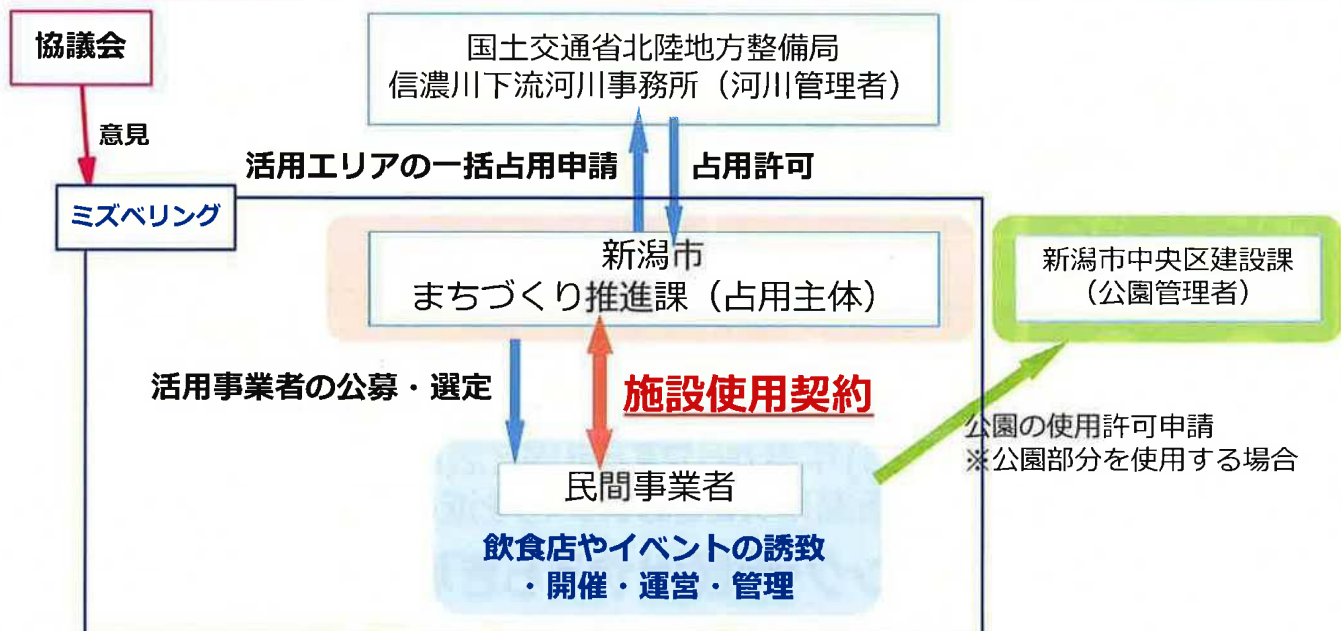 協議会
国土交通省北陸地方整備局
信濃川下流河川事務所（河川管理者）
意見
活用エリアの一括占用申請
占用許可
ミズベリング
新潟市
まちづくり推進課（占用主体）
新潟市中央区建設課
（公園管理者）
活用事業者の公募・選定
施設使用契約
公園の使用許可申請
※公園部分を使用する場合
民間事業者
飲食店やイベントの誘致
・開催・運営・管理